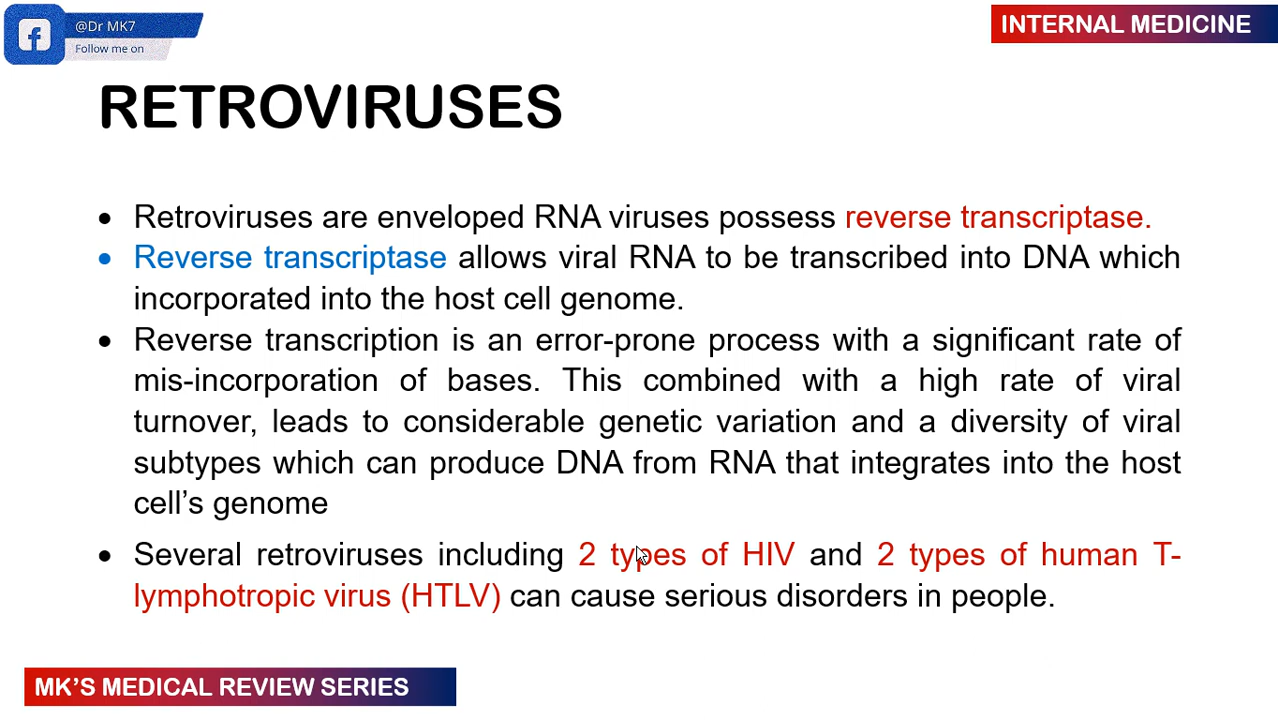 @Dr MK7
Follow me on
INTERNAL MEDICINE
RETROVIRUSES
• Retroviruses are enveloped RNA viruses possess reverse transcriptase.
• Reverse transcriptase allows viral RNA to be transcribed into DNA which
incorporated into the host cell genome.
• Reverse transcription is an error-prone process with a significant rate of
mis-incorporation of bases. This combined with a high rate of viral
turnover, leads to considerable genetic variation and a diversity of viral
subtypes which can produce DNA from RNA that integrates into the host
cell’s genome
• Several retroviruses including 2 types of HIV and 2 types of human T-
lymphotropic virus (HTLV) can cause serious disorders in people.
MK’S MEDICAL REVIEW SERIES